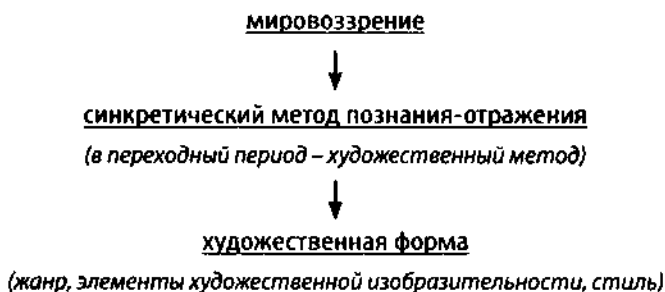 мировоззрение
синкретический метод познания-отражения
(в переходный период – художественный метод)
художественная форма
(жанр, элементы художественной изобразительности, стиль)